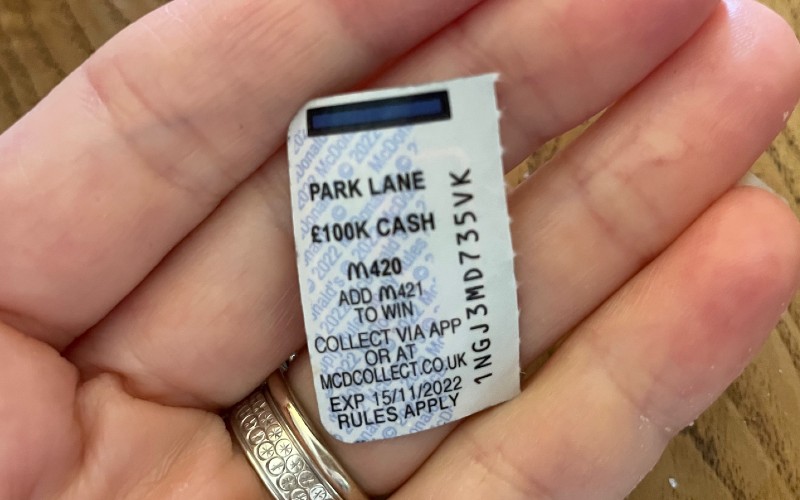 PARK LANE
£100K CASH
m420
ADD m421
TO WIN
COLLECT VIA APP
OR AT
MCDCOLLECT.CO.UK
EXP 15/11/2022
RULES APPLY
1NGJ3MD735VK